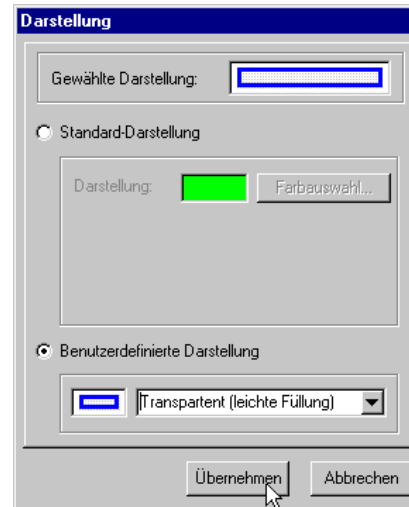 Darstellung
Gewählte Darstellung:
Standard-Darstellung
Darstellung:
Farbauswahl...
Benutzerdefinierte Darstellung
Transpartent (leichte Füllung)
Übernehmen
Abbrechen